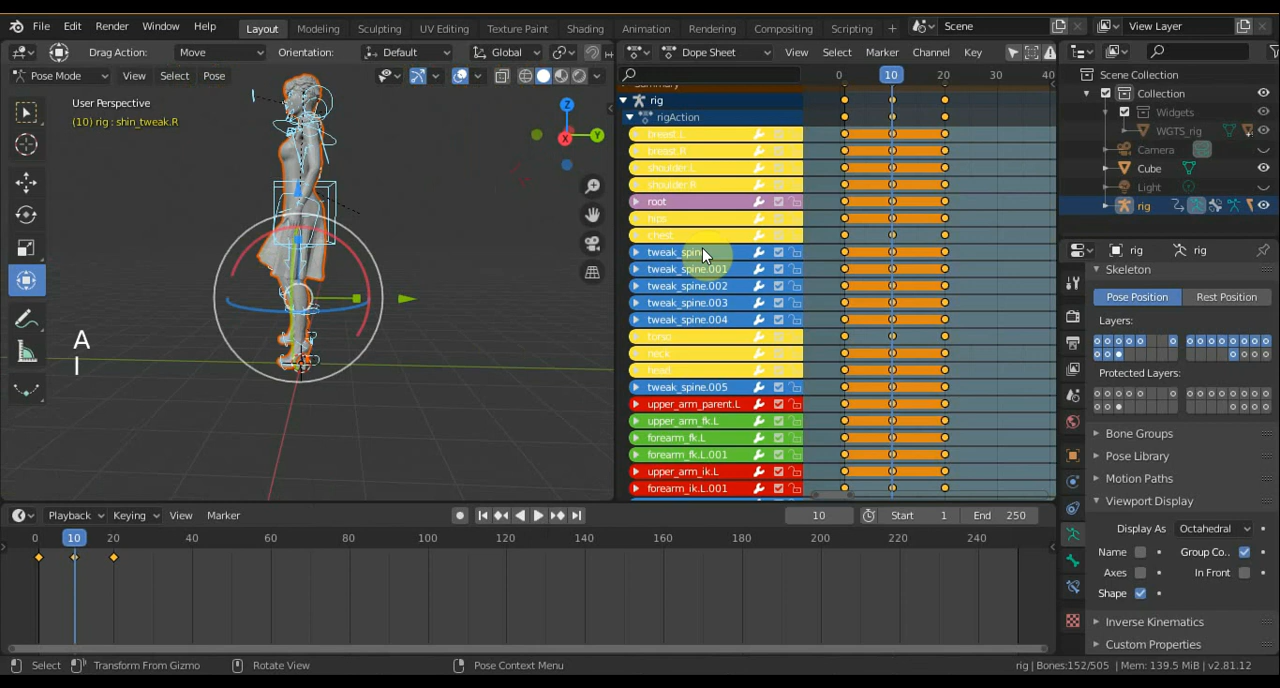 File Edit Render Window Help Layout Modeling Sculpting UV Editing Texture Paint Shading Animation Rendering Compositing Scripting + Scene View Layer
Drag Action: Move Orientation: Default Global Dope Sheet View Select Marker Channel Key
Pose Mode View Select Pose
0 10 20 30 40
Scene Collection
Collection
Widgets
WGTS_rig
Camera
Cube
Light
rig
User Perspective
(10) rig : shin_tweak.R
Z
Y
X
A
I
Summary
rig
rigAction
breast.L
breast.R
shoulder.L
shoulder.R
root
hips
chest
tweak_spine
tweak_spine.001
tweak_spine.002
tweak_spine.003
tweak_spine.004
torso
neck
head
tweak_spine.005
upper_arm_parent.L
upper_arm_fk.L
forearm_fk.L
forearm_fk.L.001
upper_arm_ik.L
forearm_ik.L.001
rig rig
Skeleton
Pose Position Rest Position
Layers:
Protected Layers:
Bone Groups
Pose Library
Motion Paths
Viewport Display
Display As Octahedral
Name Group Co..
Axes In Front
Shape
Inverse Kinematics
Custom Properties
Playback Keying View Marker 10 Start 1 End 250
0 10 20 40 60 80 100 120 140 160 180 200 220 240
Select Transform From Gizmo Rotate View Pose Context Menu rig | Bones:152/505 | Mem: 139.5 MiB | v2.81.12